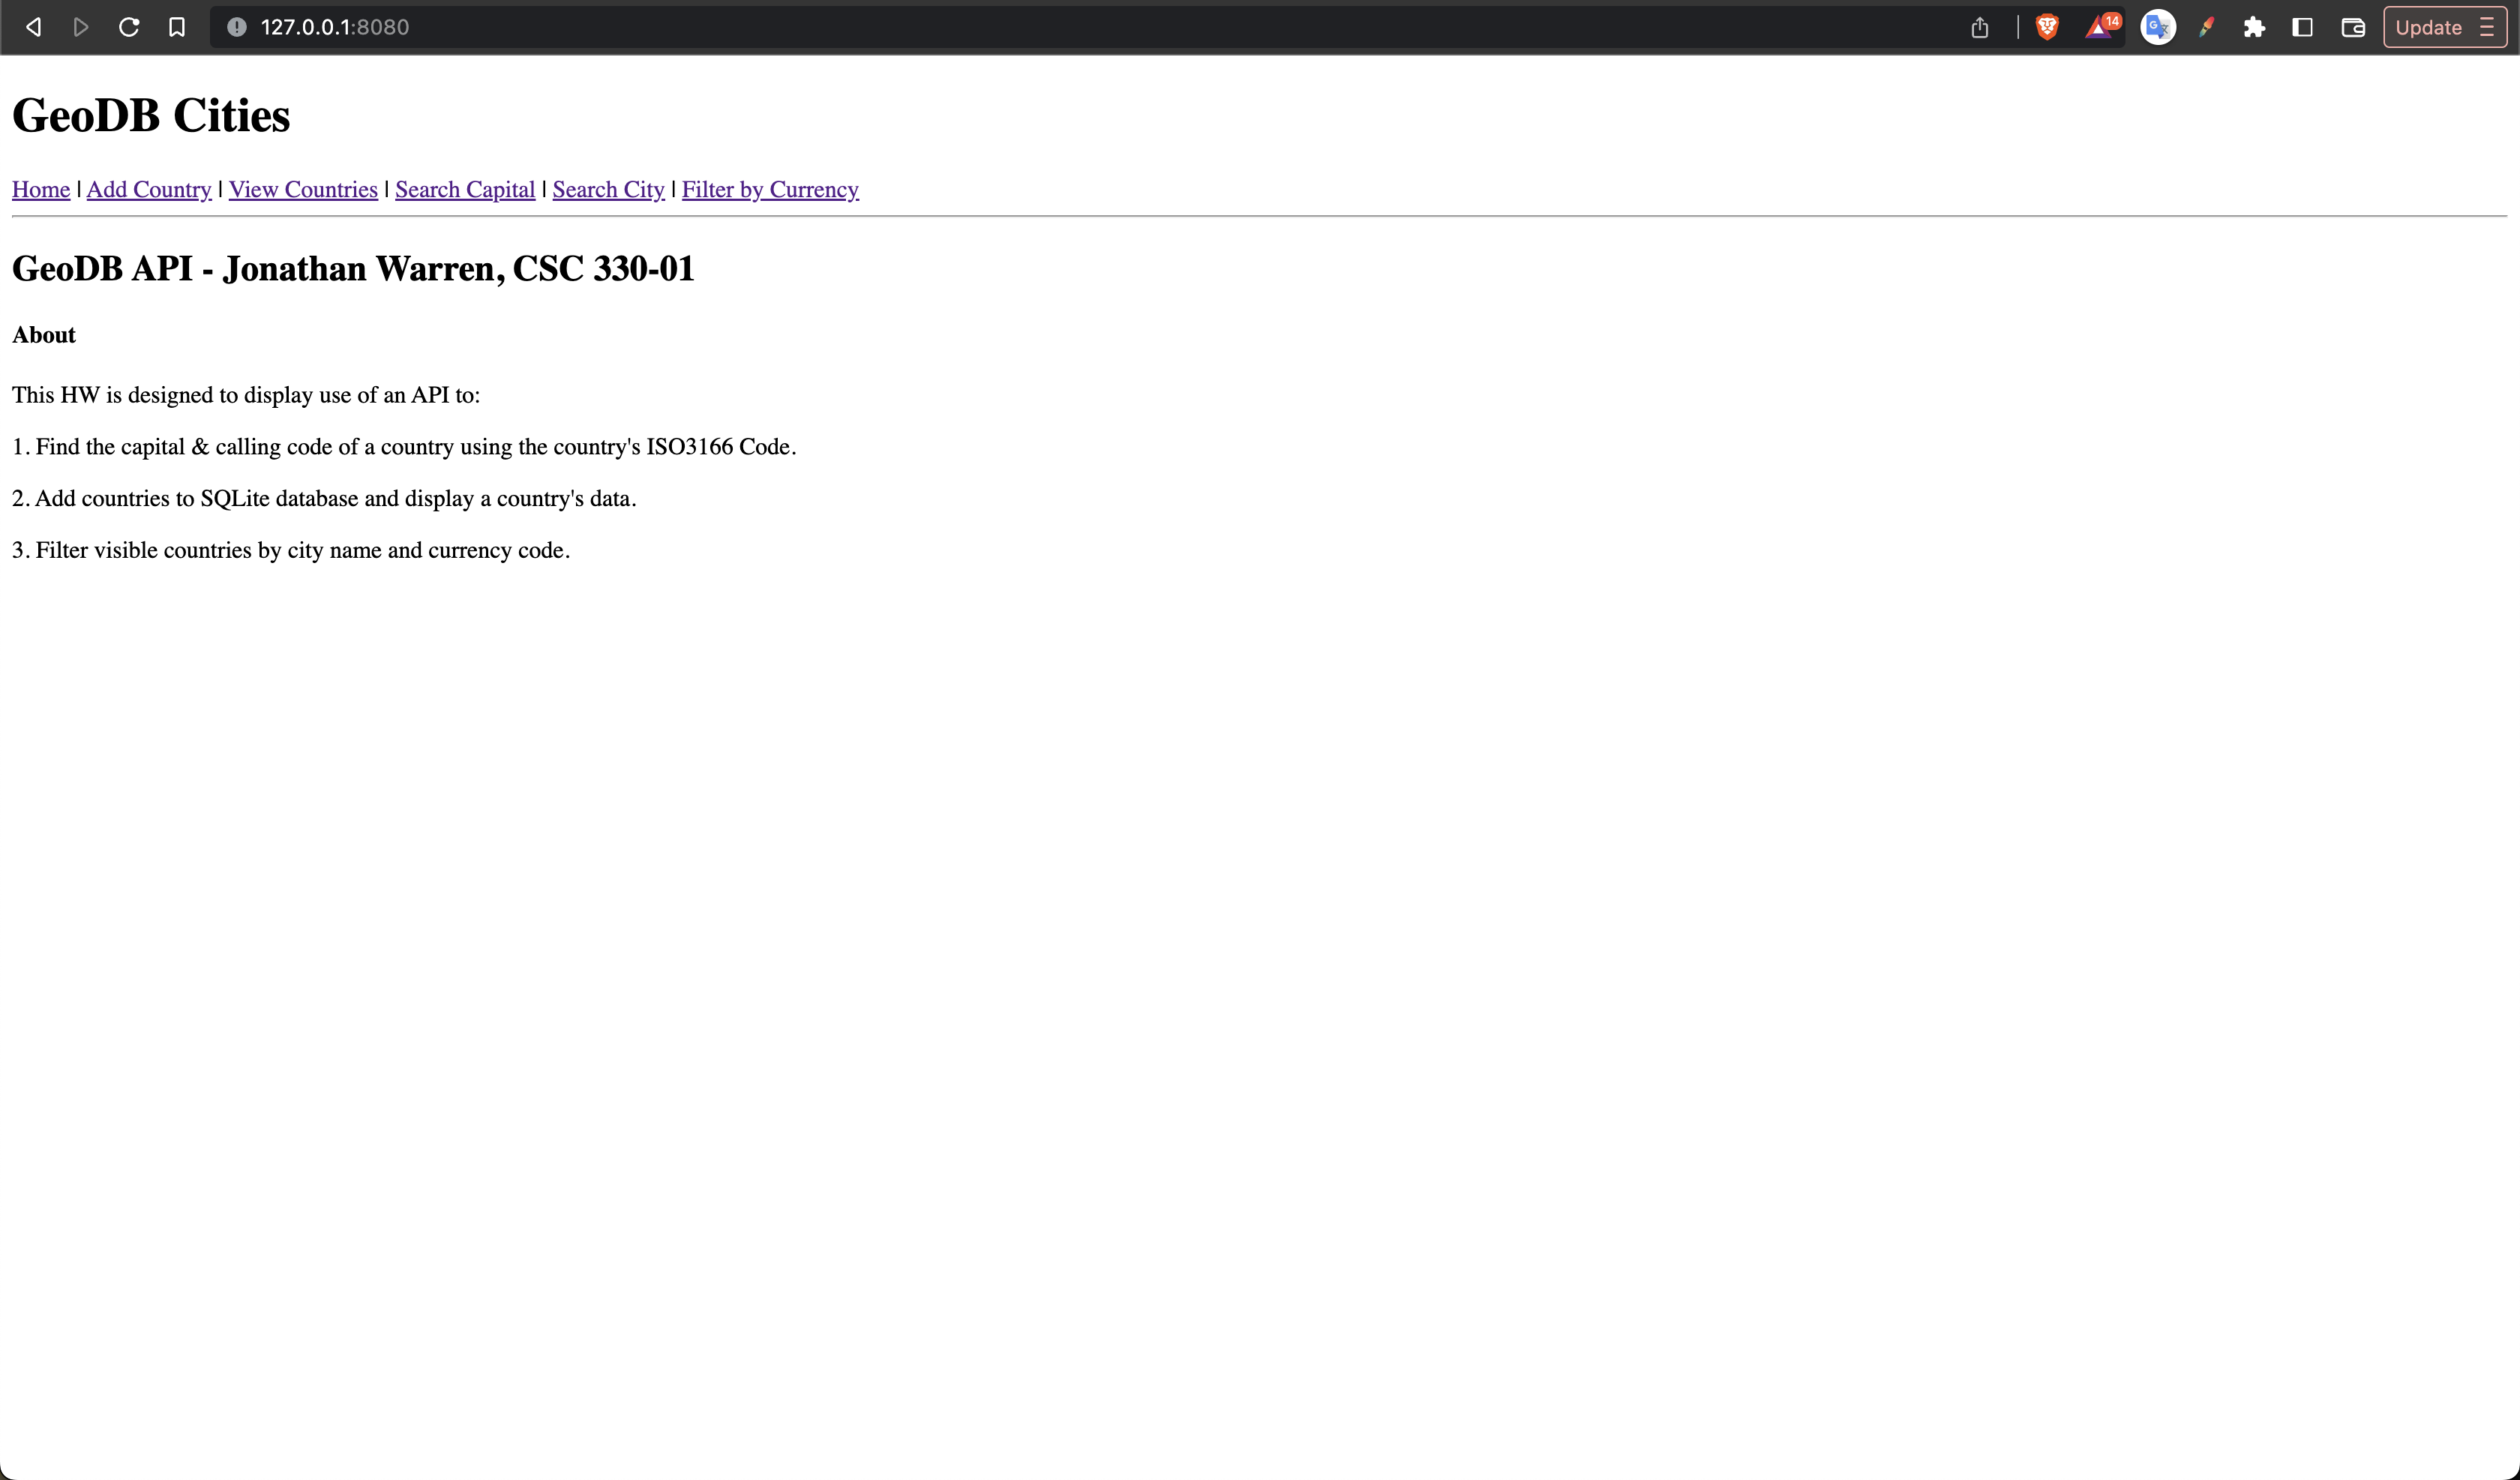 127.0.0.1:8080
14
Update
GeoDB Cities
Home | Add Country | View Countries | Search Capital | Search City | Filter by Currency
GeoDB API - Jonathan Warren, CSC 330-01
About
This HW is designed to display use of an API to:
1. Find the capital & calling code of a country using the country's ISO3166 Code.
2. Add countries to SQLite database and display a country's data.
3. Filter visible countries by city name and currency code.